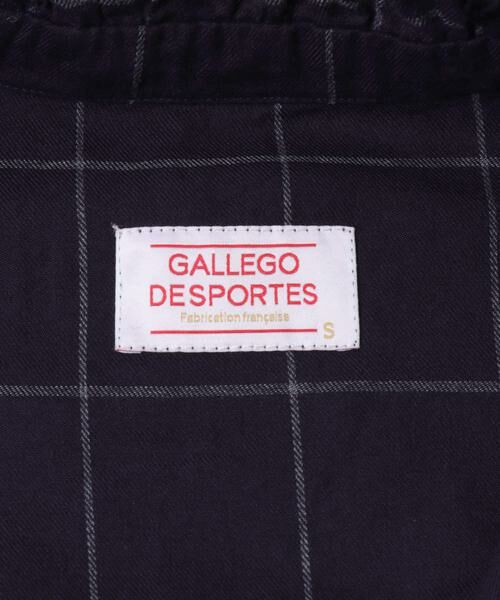 GALLEGO
DESPORTES
Fabrication française
S